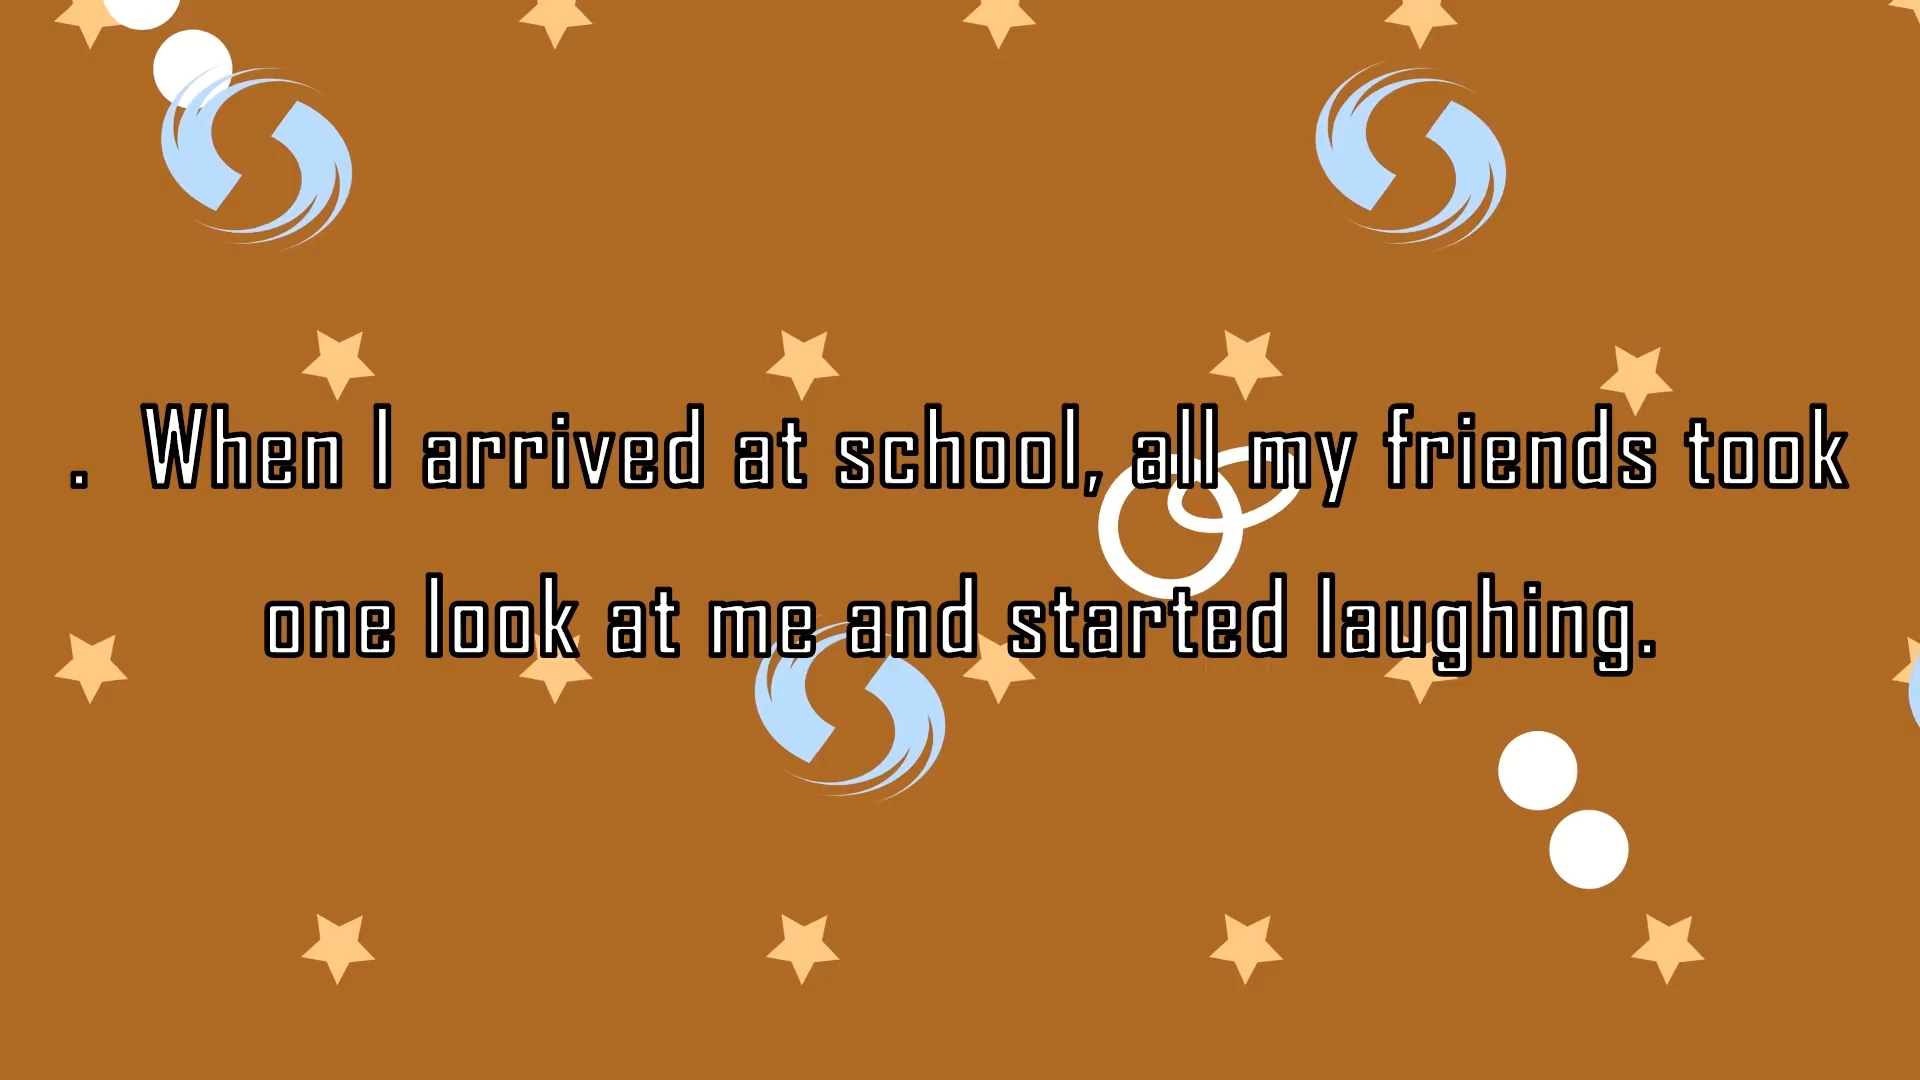 . When I arrived at school, all my friends took
one look at me and started laughing.